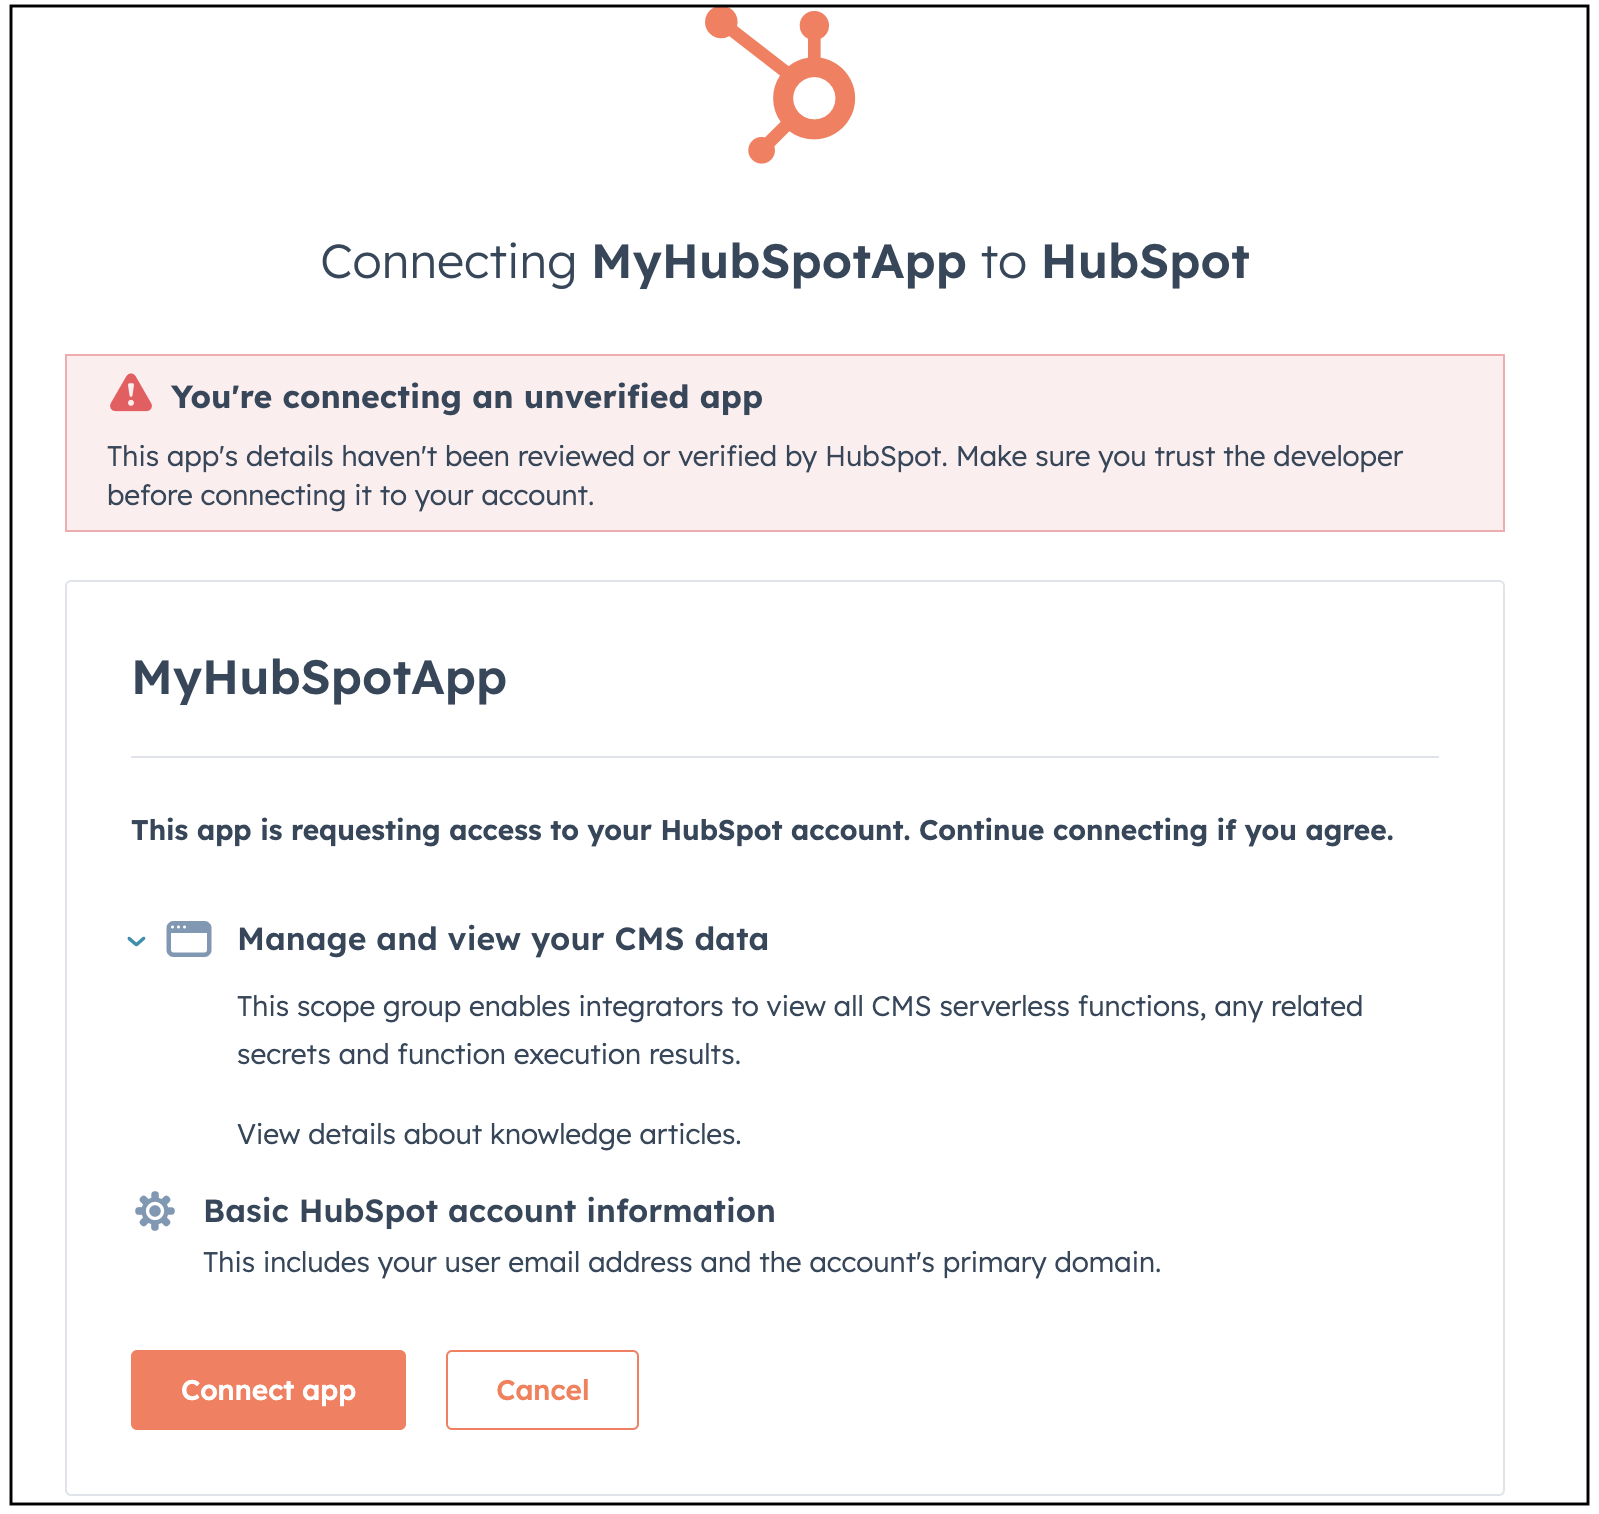 Connecting MyHubSpotApp to HubSpot
You're connecting an unverified app
This app's details haven't been reviewed or verified by HubSpot. Make sure you trust the developer
before connecting it to your account.
MyHubSpotApp
This app is requesting access to your HubSpot account. Continue connecting if you agree.
Manage and view your CMS data
This scope group enables integrators to view all CMS serverless functions, any related
secrets and function execution results.
View details about knowledge articles.
Basic HubSpot account information
This includes your user email address and the account's primary domain.
Connect app
Cancel